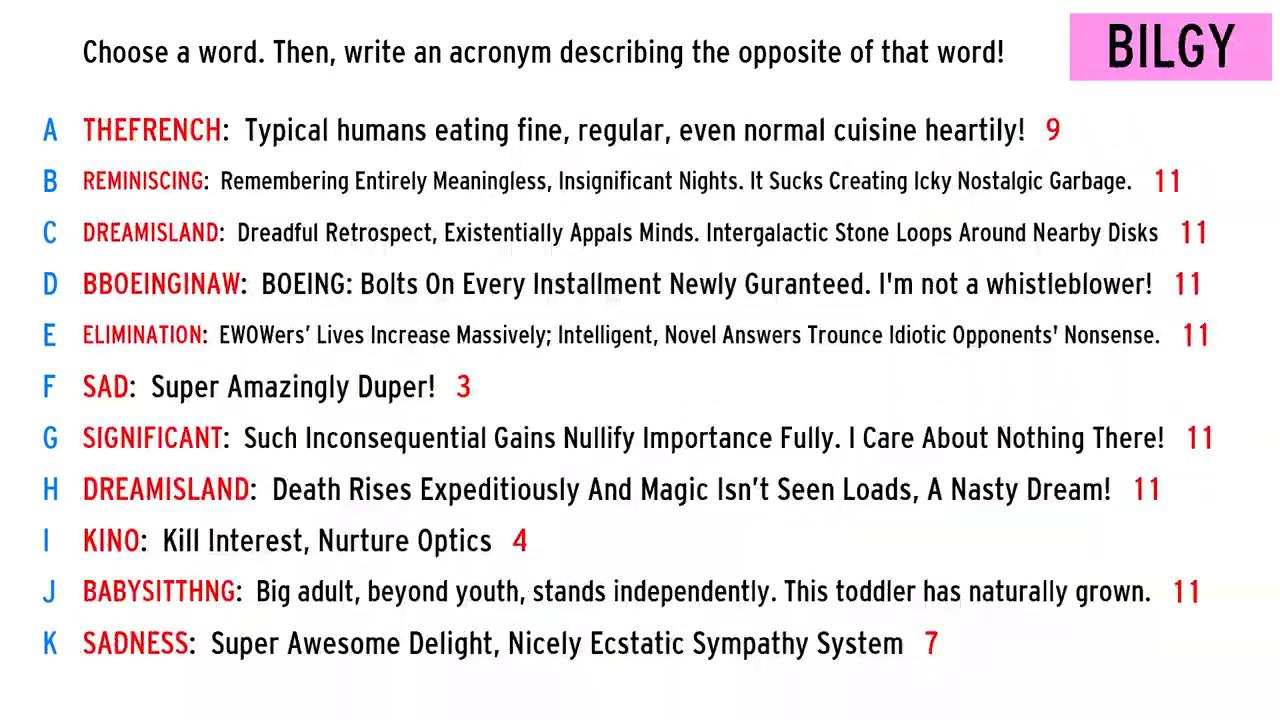 Choose a word. Then, write an acronym describing the opposite of that word!
BILGY
A THEFRENCH: Typical humans eating fine, regular, even normal cuisine heartily! 9
B REMINISCING: Remembering Entirely Meaningless, Insignificant Nights. It Sucks Creating Icky Nostalgic Garbage. 11
C DREAMISLAND: Dreadful Retrospect, Existentially Appals Minds. Intergalactic Stone Loops Around Nearby Disks 11
D BBOEINGINAW: BOEING: Bolts On Every Installment Newly Guranteed. I'm not a whistleblower! 11
E ELIMINATION: EWOWers’ Lives Increase Massively; Intelligent, Novel Answers Trounce Idiotic Opponents' Nonsense. 11
F SAD: Super Amazingly Duper! 3
G SIGNIFICANT: Such Inconsequential Gains Nullify Importance Fully. I Care About Nothing There! 11
H DREAMISLAND: Death Rises Expeditiously And Magic Isn’t Seen Loads, A Nasty Dream! 11
I KINO: Kill Interest, Nurture Optics 4
J BABYSITTHNG: Big adult, beyond youth, stands independently. This toddler has naturally grown. 11
K SADNESS: Super Awesome Delight, Nicely Ecstatic Sympathy System 7